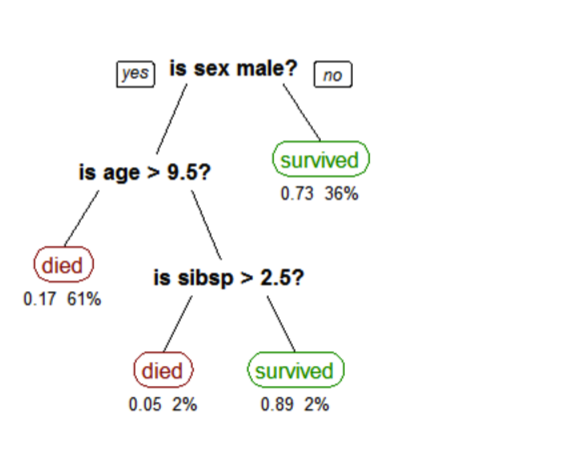 yes is sex male? no
survived
0.73 36%
is age > 9.5?
died
0.17 61%
is sibsp > 2.5?
died survived
0.05 2% 0.89 2%